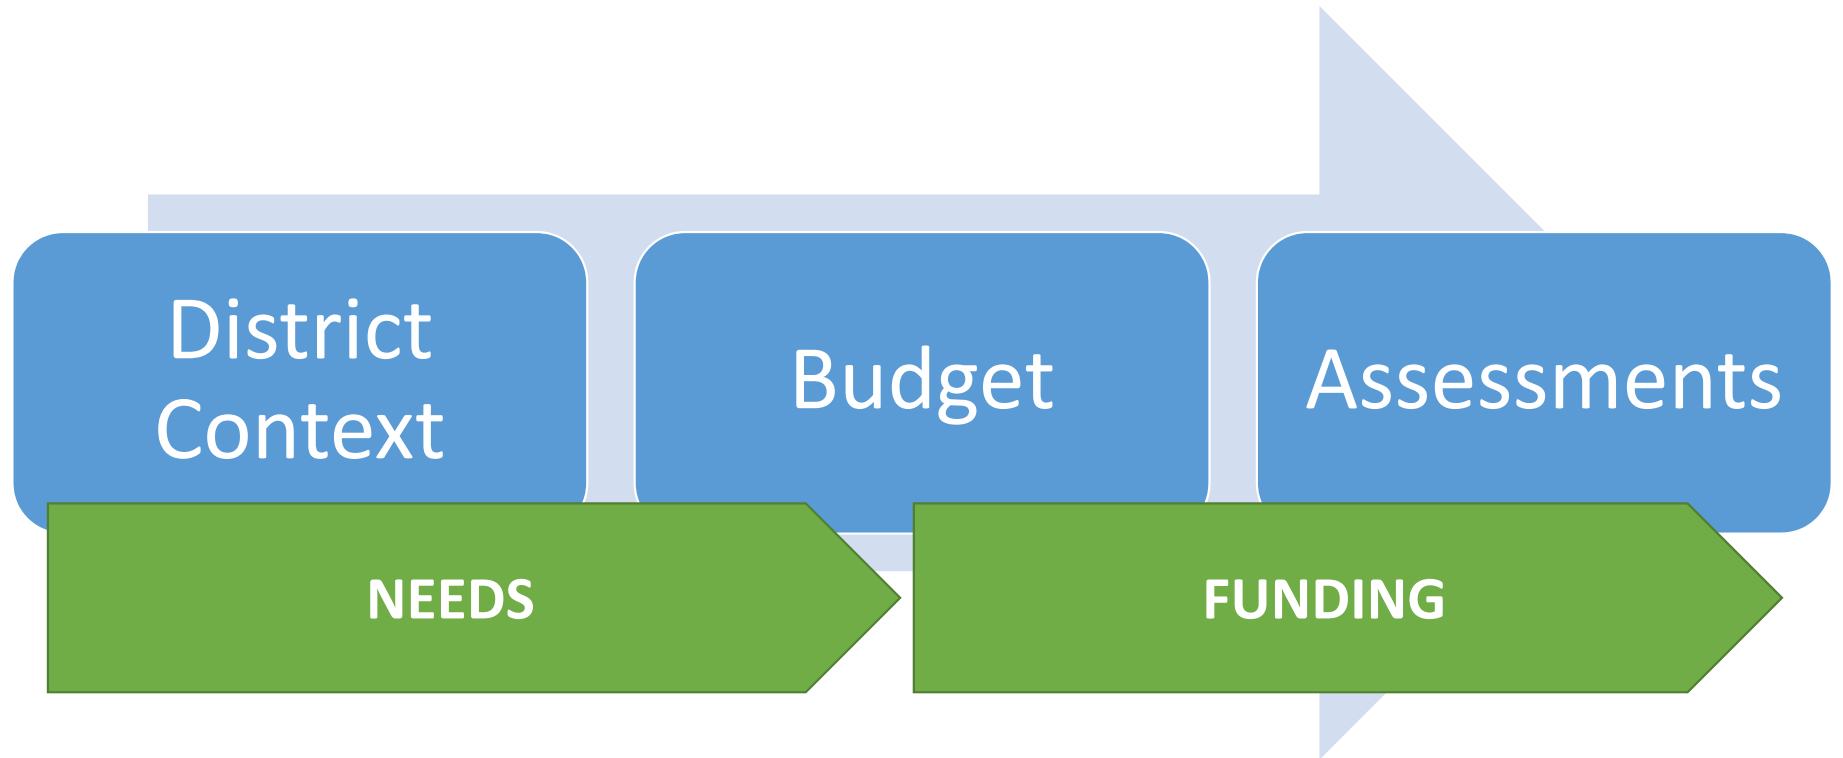 District
Context
Budget
Assessments
NEEDS
FUNDING